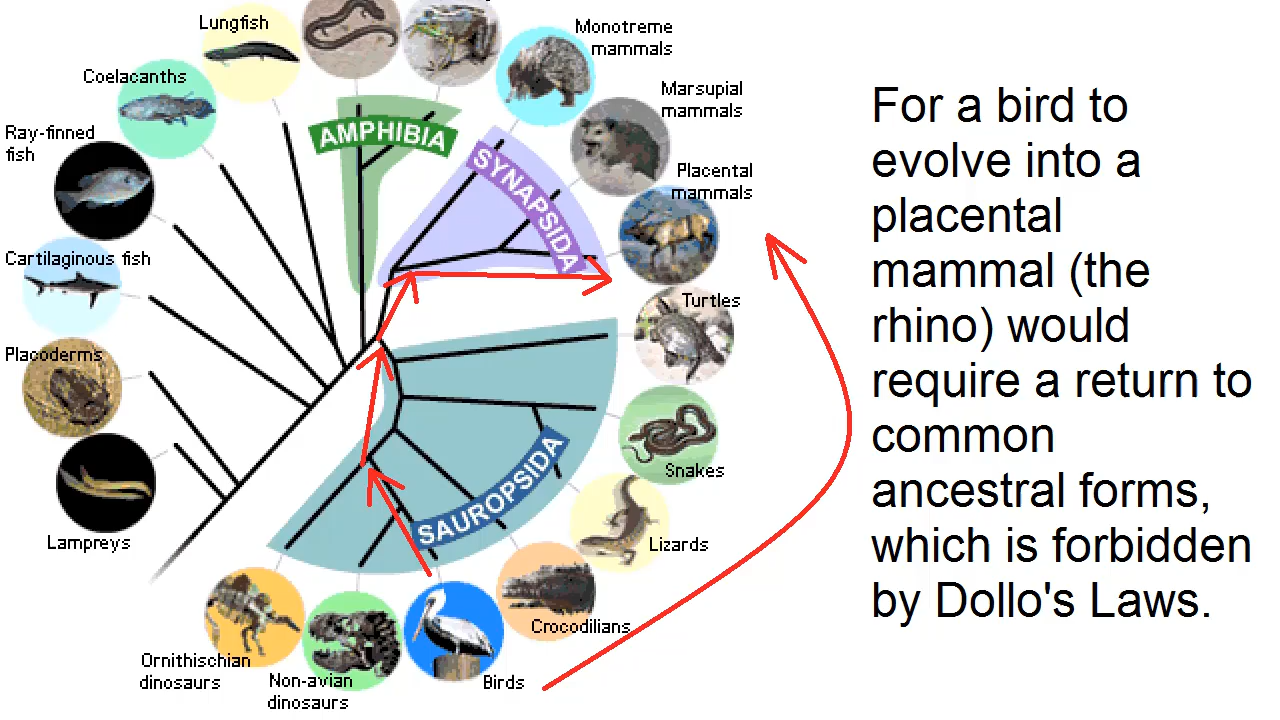 Lungfish
Coelacanths
Ray-finned
fish
Cartilaginous fish
Placoderms
Lampreys
AMPHIBIA
SYNAPSIDA
SAUROPSIDA
Monotreme
mammals
Marsupial
mammals
Placental
mammals
Turtles
Snakes
Lizards
Crocodilians
Birds
Non-avian
dinosaurs
Ornithischian
dinosaurs
For a bird to
evolve into a
placental
mammal (the
rhino) would
require a return to
common
ancestral forms,
which is forbidden
by Dollo's Laws.